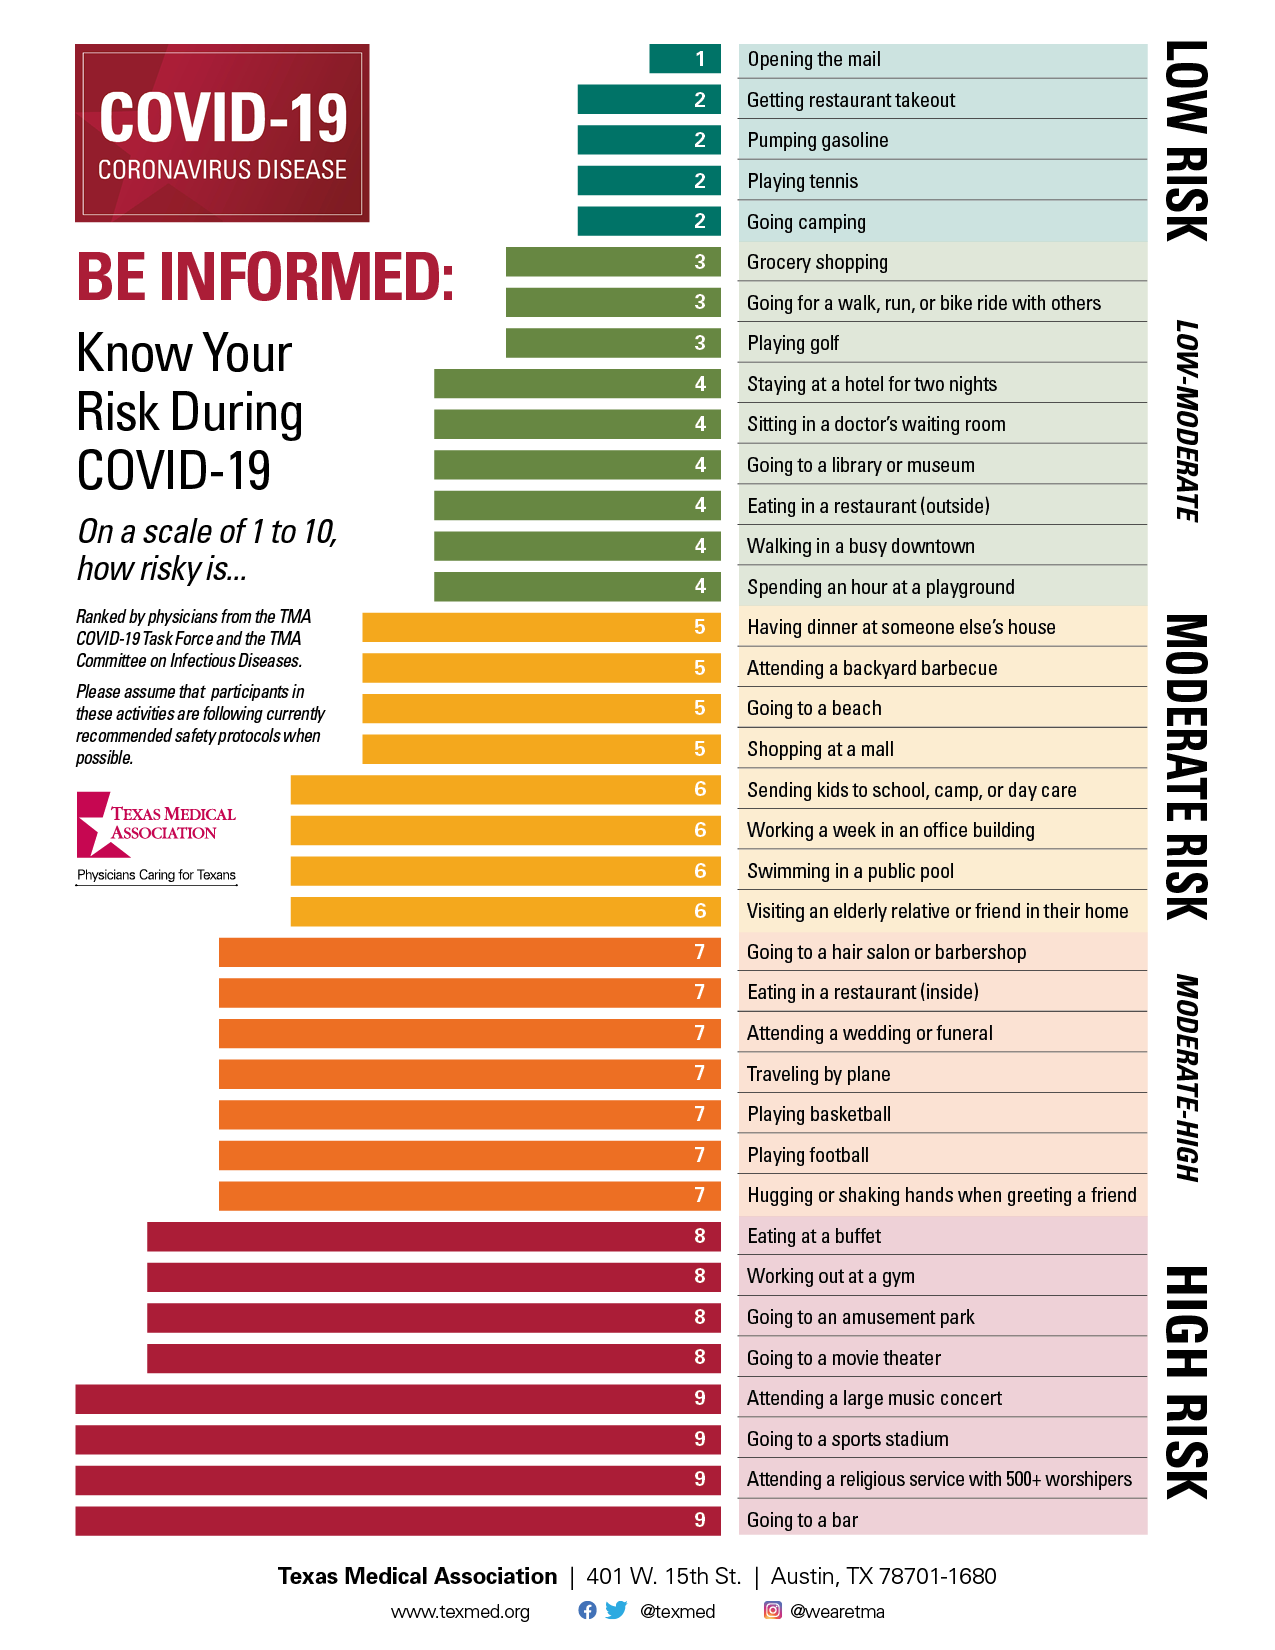 COVID-19
CORONAVIRUS DISEASE
BE INFORMED:
Know Your
Risk During
COVID-19
On a scale of 1 to 10,
how risky is...
Ranked by physicians from the TMA
COVID-19 Task Force and the TMA
Committee on Infectious Diseases.
Please assume that participants in
these activities are following currently
recommended safety protocols when
possible.
TEXAS MEDICAL
ASSOCIATION
Physicians Caring for Texans
LOW RISK
1 Opening the mail
2 Getting restaurant takeout
2 Pumping gasoline
2 Playing tennis
2 Going camping
LOW-MODERATE
3 Grocery shopping
3 Going for a walk, run, or bike ride with others
3 Playing golf
4 Staying at a hotel for two nights
4 Sitting in a doctor's waiting room
4 Going to a library or museum
4 Eating in a restaurant (outside)
4 Walking in a busy downtown
4 Spending an hour at a playground
MODERATE RISK
5 Having dinner at someone else's house
5 Attending a backyard barbecue
5 Going to a beach
5 Shopping at a mall
6 Sending kids to school, camp, or day care
6 Working a week in an office building
6 Swimming in a public pool
6 Visiting an elderly relative or friend in their home
MODERATE-HIGH
7 Going to a hair salon or barbershop
7 Eating in a restaurant (inside)
7 Attending a wedding or funeral
7 Traveling by plane
7 Playing basketball
7 Playing football
7 Hugging or shaking hands when greeting a friend
HIGH RISK
8 Eating at a buffet
8 Working out at a gym
8 Going to an amusement park
8 Going to a movie theater
9 Attending a large music concert
9 Going to a sports stadium
9 Attending a religious service with 500+ worshipers
9 Going to a bar
Texas Medical Association | 401 W. 15th St. | Austin, TX 78701-1680
www.texmed.org @texmed @wearetma